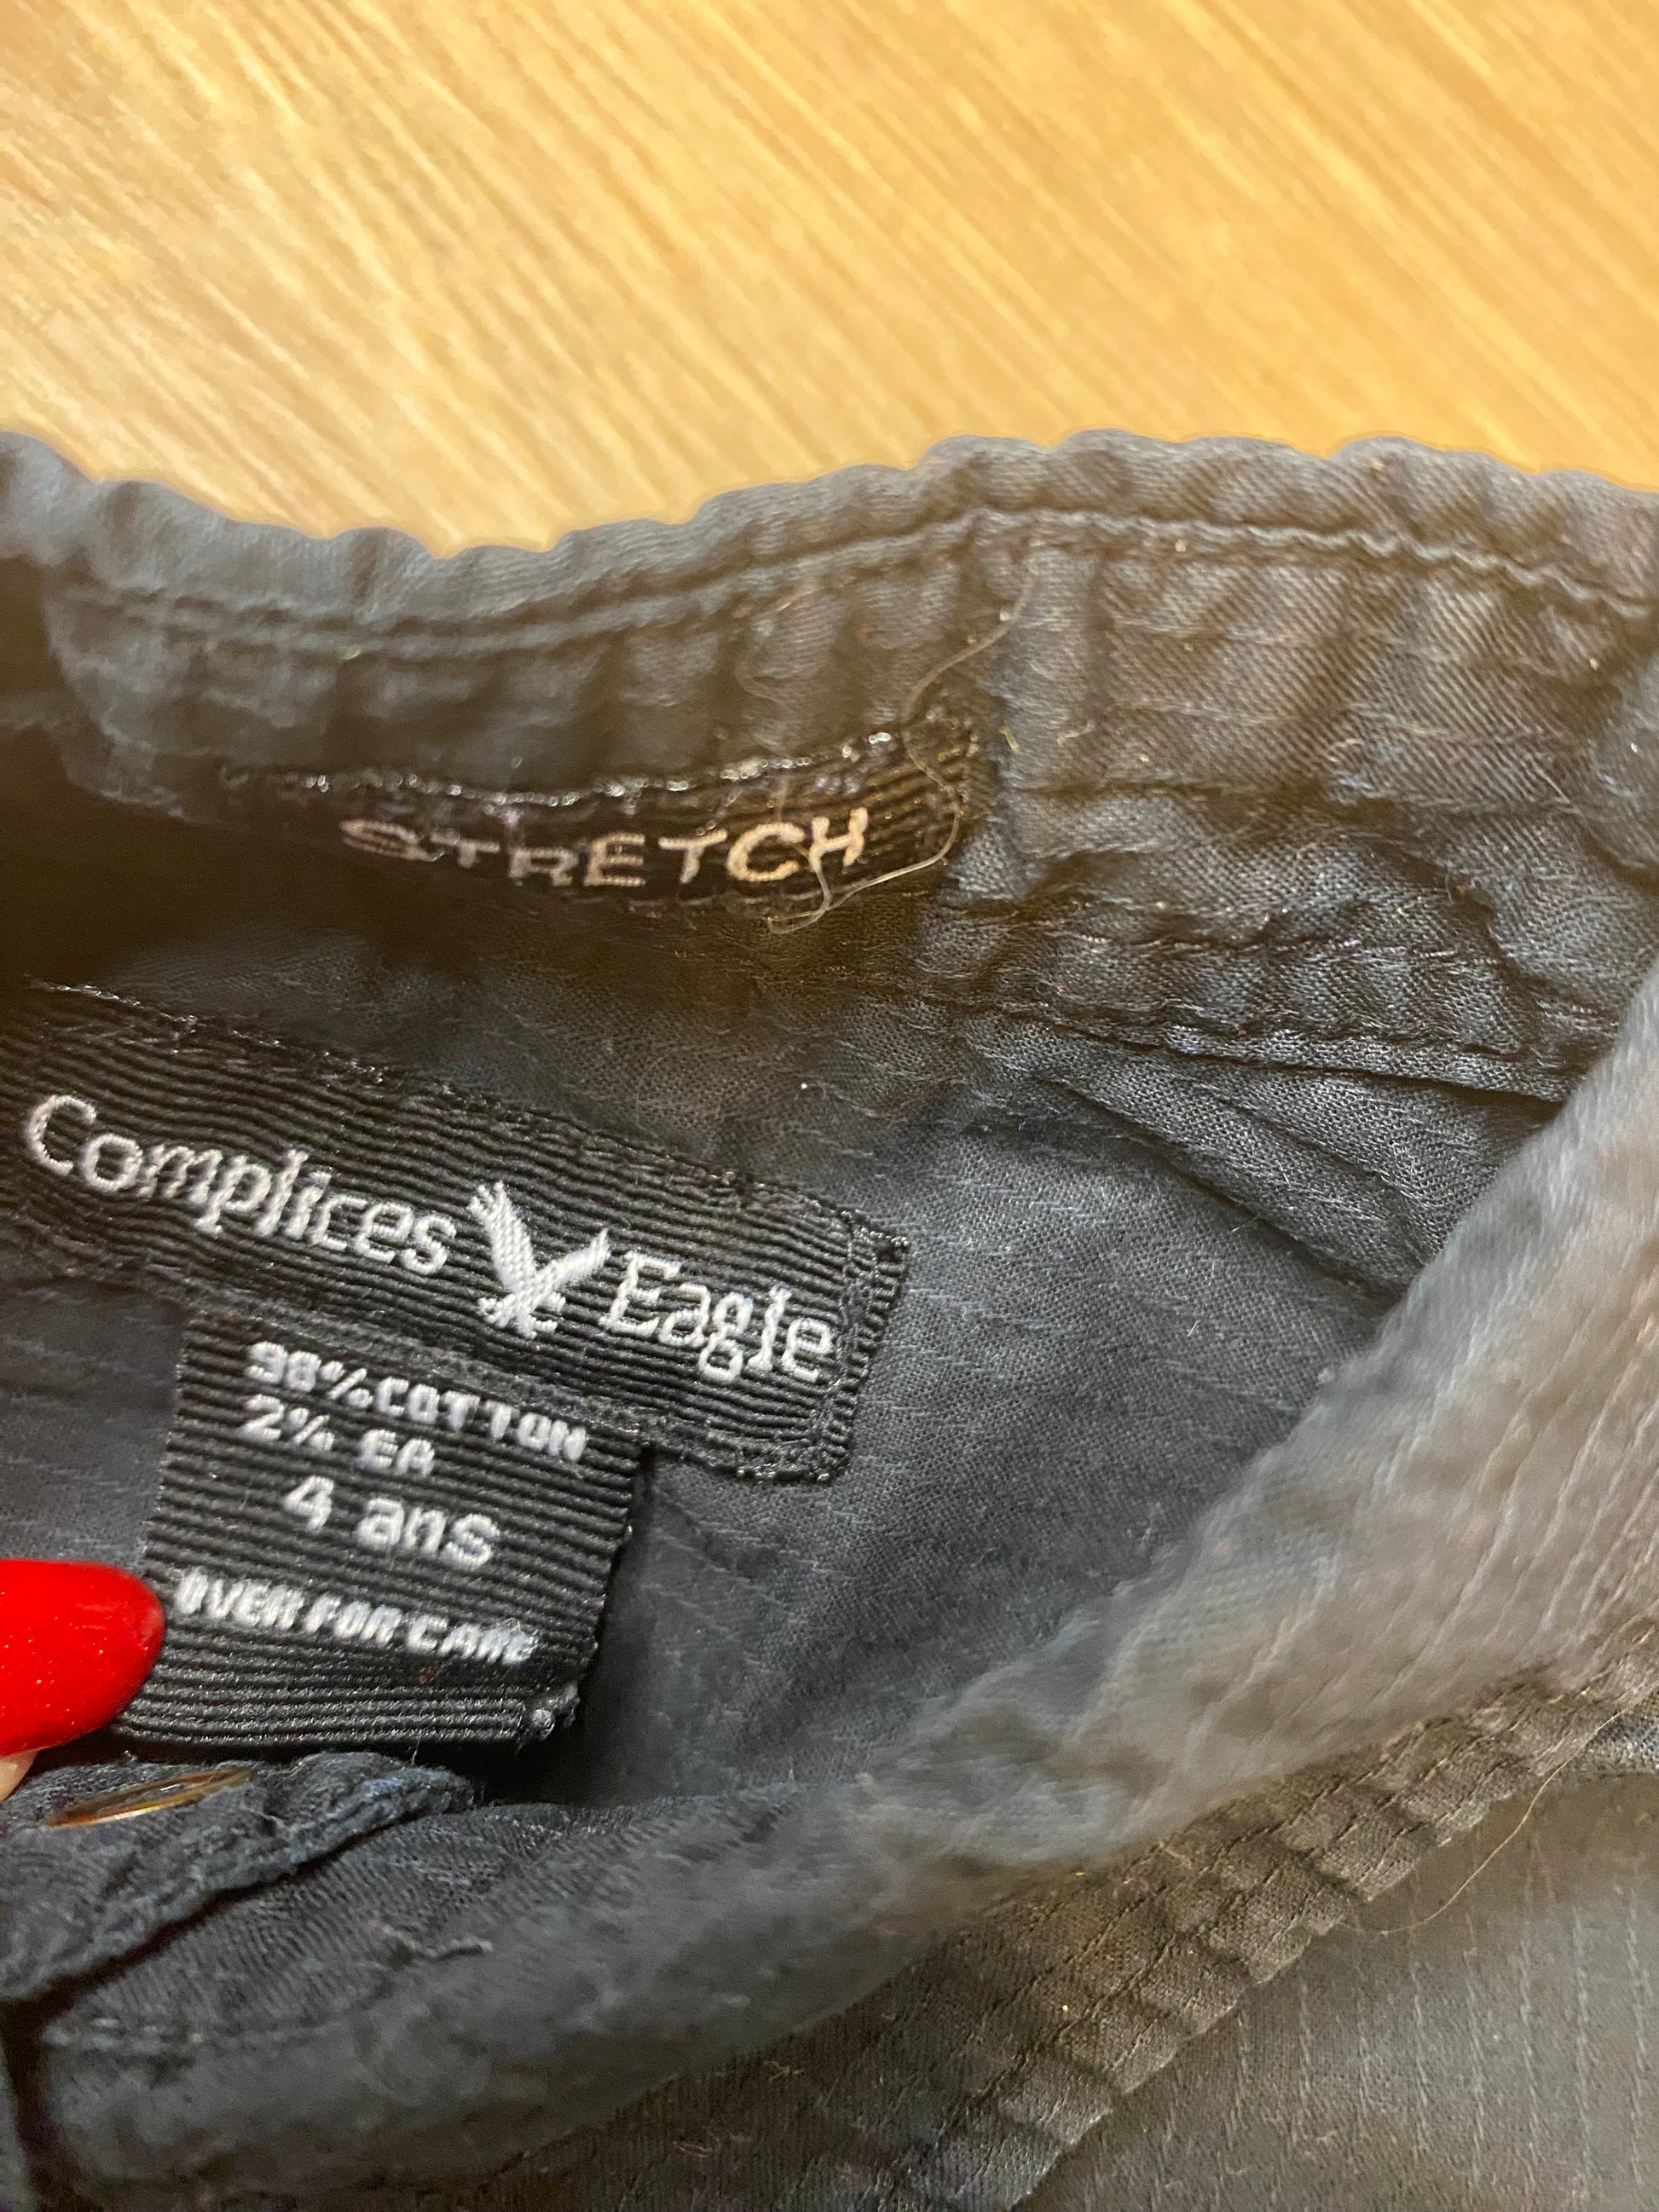 STRETCH
Complices Eagle
98% COTTON
2% EA
4 ans
OVER FOR CARE